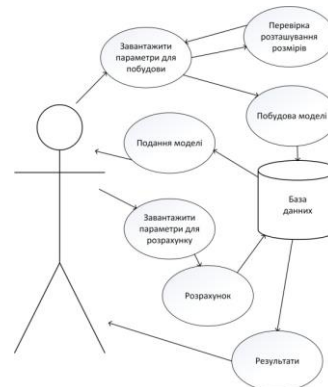 Завантажити
параметри для
побудови
Перевірка
розташування
розмірів
Побудова моделі
Подання моделі
База
данних
Завантажити
параметри для
розрахунку
Розрахунок
Результати